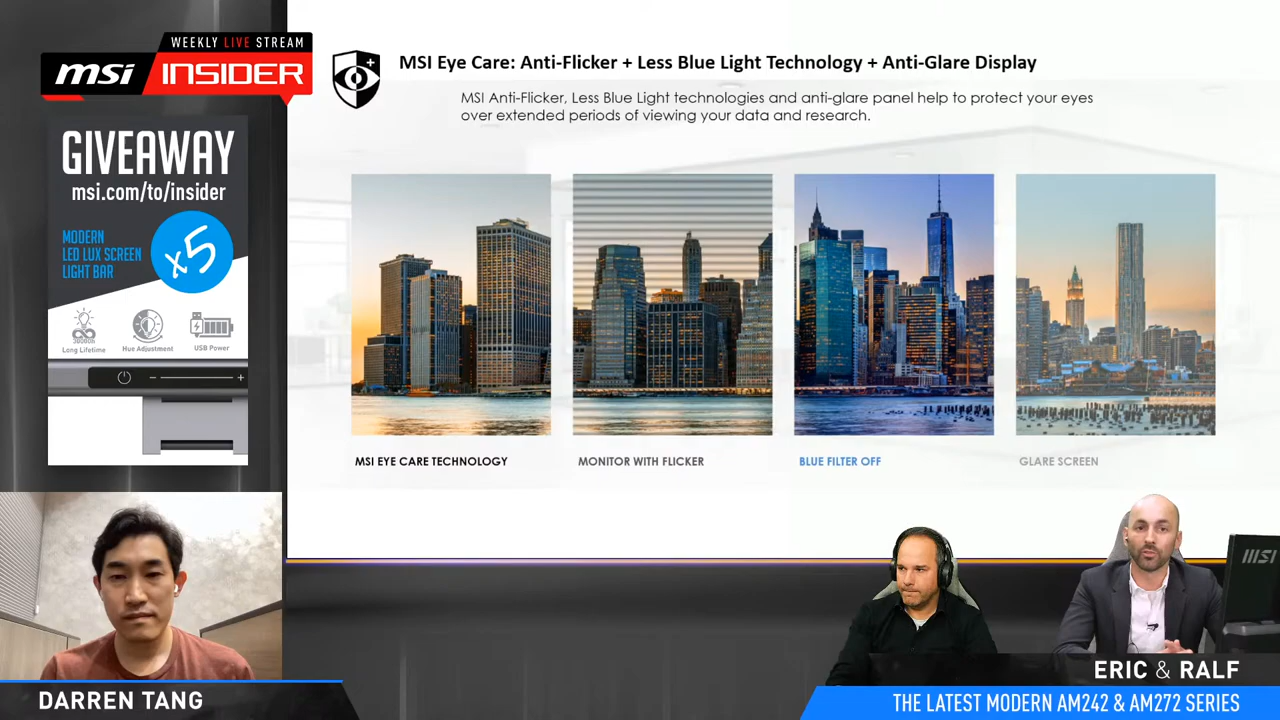 WEEKLY LIVE STREAM
msi INSIDER
GIVEAWAY
msi.com/to/insider
MODERN
LED LUX SCREEN
LIGHT BAR
x5
30000h
Long Lifetime
Hue Adjustment
USB Power
MSI Eye Care: Anti-Flicker + Less Blue Light Technology + Anti-Glare Display
MSI Anti-Flicker, Less Blue Light technologies and anti-glare panel help to protect your eyes
over extended periods of viewing your data and research.
MSI EYE CARE TECHNOLOGY
MONITOR WITH FLICKER
BLUE FILTER OFF
GLARE SCREEN
msi
DARREN TANG
ERIC & RALF
THE LATEST MODERN AM242 & AM272 SERIES